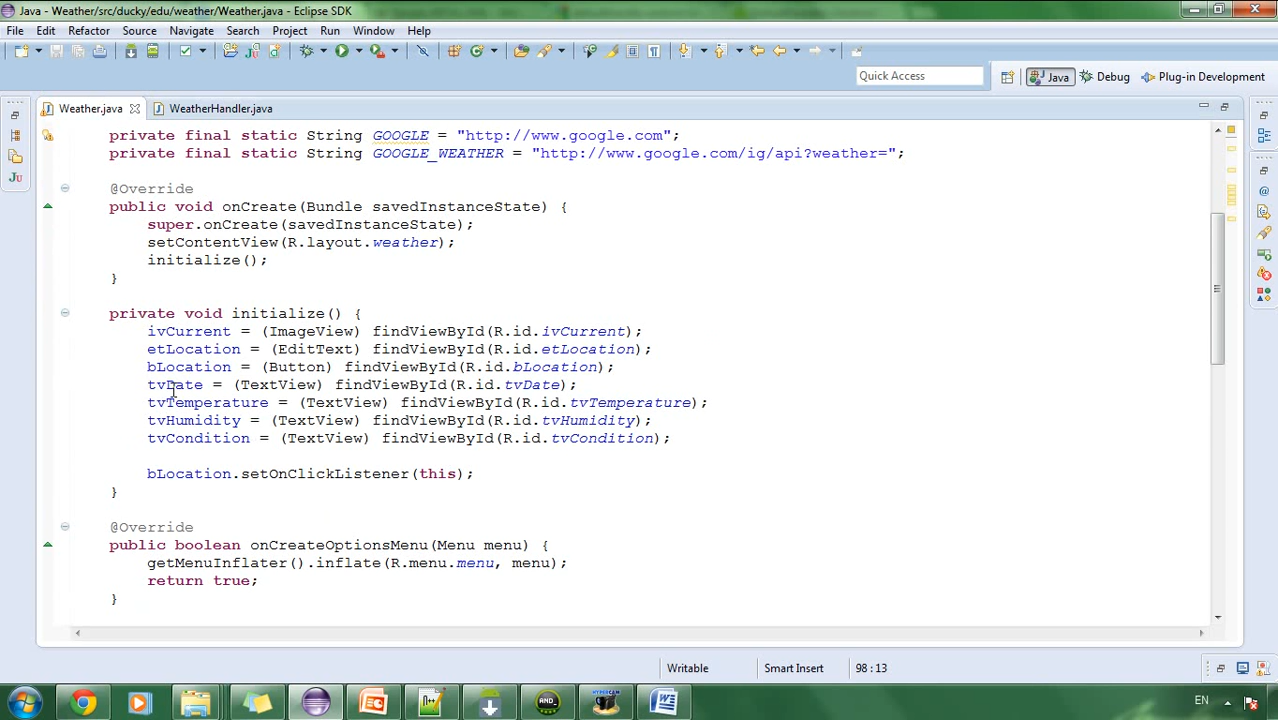 Java - Weather/src/ducky/edu/weather/Weather.java - Eclipse SDK
File Edit Refactor Source Navigate Search Project Run Window Help
Quick Access Java Debug Plug-in Development
Weather.java WeatherHandler.java
private final static String GOOGLE = "http://www.google.com";
private final static String GOOGLE_WEATHER = "http://www.google.com/ig/api?weather=";
@Override
public void onCreate(Bundle savedInstanceState) {
super.onCreate(savedInstanceState);
setContentView(R.layout.weather);
initialize();
}
private void initialize() {
ivCurrent = (ImageView) findViewById(R.id.ivCurrent);
etLocation = (EditText) findViewById(R.id.etLocation);
bLocation = (Button) findViewById(R.id.bLocation);
tvDate = (TextView) findViewById(R.id.tvDate);
tvTemperature = (TextView) findViewById(R.id.tvTemperature);
tvHumidity = (TextView) findViewById(R.id.tvHumidity);
tvCondition = (TextView) findViewById(R.id.tvCondition);
bLocation.setOnClickListener(this);
}
@Override
public boolean onCreateOptionsMenu(Menu menu) {
getMenuInflater().inflate(R.menu.menu, menu);
return true;
}
Writable Smart Insert 98 : 13
EN